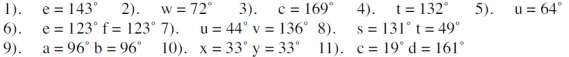 1). e = 143° 2). w = 72° 3). c = 169° 4). t = 132° 5). u = 64°
6). e = 123° f = 123° 7). u = 44° v = 136° 8). s = 131° t = 49°
9). a = 96° b = 96° 10). x = 33° y = 33° 11). c = 19° d = 161°